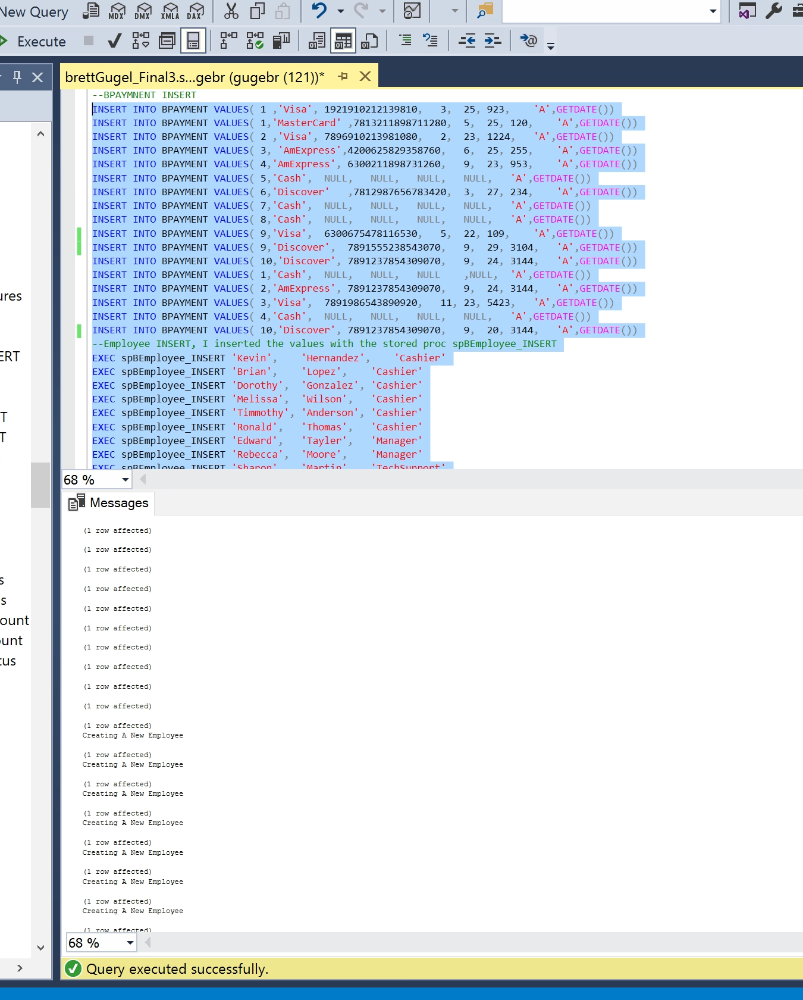 New Query MDX DMX XMLA DAX
Execute
brettGugel_Final3.s...gebr (gugebr (121))*
--BPAYMNENT INSERT
INSERT INTO BPAYMENT VALUES( 1 ,'Visa', 1921910212139810, 3, 25, 923, 'A',GETDATE())
INSERT INTO BPAYMENT VALUES( 1,'MasterCard' ,7813211898711280, 5, 25, 120, 'A',GETDATE())
INSERT INTO BPAYMENT VALUES( 2 ,'Visa', 7896910213981080, 2, 23, 1224, 'A',GETDATE())
INSERT INTO BPAYMENT VALUES( 3, 'AmExpress',4200625829358760, 6, 25, 255, 'A',GETDATE())
INSERT INTO BPAYMENT VALUES( 4,'AmExpress', 6300211898731260, 9, 23, 953, 'A',GETDATE())
INSERT INTO BPAYMENT VALUES( 5,'Cash', NULL, NULL, NULL, NULL, 'A',GETDATE())
INSERT INTO BPAYMENT VALUES( 6,'Discover' ,7812987656783420, 3, 27, 234, 'A',GETDATE())
INSERT INTO BPAYMENT VALUES( 7,'Cash', NULL, NULL, NULL, NULL, 'A',GETDATE())
INSERT INTO BPAYMENT VALUES( 8,'Cash', NULL, NULL, NULL, NULL, 'A',GETDATE())
INSERT INTO BPAYMENT VALUES( 9,'Visa', 6300675478116530, 5, 22, 109, 'A',GETDATE())
INSERT INTO BPAYMENT VALUES( 9,'Discover', 7891555238543070, 9, 29, 3104, 'A',GETDATE())
INSERT INTO BPAYMENT VALUES( 10,'Discover', 7891237854309070, 9, 24, 3144, 'A',GETDATE())
INSERT INTO BPAYMENT VALUES( 1,'Cash', NULL, NULL, NULL ,NULL, 'A',GETDATE())
INSERT INTO BPAYMENT VALUES( 2,'AmExpress', 7891237854309070, 9, 24, 3144, 'A',GETDATE())
INSERT INTO BPAYMENT VALUES( 3,'Visa', 7891986543890920, 11, 23, 5423, 'A',GETDATE())
INSERT INTO BPAYMENT VALUES( 4,'Cash', NULL, NULL, NULL, NULL, 'A',GETDATE())
INSERT INTO BPAYMENT VALUES( 10,'Discover', 7891237854309070, 9, 20, 3144, 'A',GETDATE())
--Employee INSERT, I inserted the values with the stored proc spBEmployee_INSERT
EXEC spBEmployee_INSERT 'Kevin', 'Hernandez', 'Cashier'
EXEC spBEmployee_INSERT 'Brian', 'Lopez', 'Cashier'
EXEC spBEmployee_INSERT 'Dorothy', 'Gonzalez', 'Cashier'
EXEC spBEmployee_INSERT 'Melissa', 'Wilson', 'Cashier'
EXEC spBEmployee_INSERT 'Timmothy', 'Anderson', 'Cashier'
EXEC spBEmployee_INSERT 'Ronald', 'Thomas', 'Cashier'
EXEC spBEmployee_INSERT 'Edward', 'Tayler', 'Manager'
EXEC spBEmployee_INSERT 'Rebecca', 'Moore', 'Manager'
EXEC spBEmployee_INSERT 'Sharon' 'Martin' 'TechSupport'
ures
ERT
T
T
s
s
ount
unt
tus
68 %
Messages
(1 row affected)
(1 row affected)
(1 row affected)
(1 row affected)
(1 row affected)
(1 row affected)
(1 row affected)
(1 row affected)
(1 row affected)
(1 row affected)
(1 row affected)
Creating A New Employee
(1 row affected)
Creating A New Employee
(1 row affected)
Creating A New Employee
(1 row affected)
Creating A New Employee
(1 row affected)
Creating A New Employee
(1 row affected)
Creating A New Employee
(1 row affected)
Creating A New Employee
(1 row affected)
68 %
Query executed successfully.